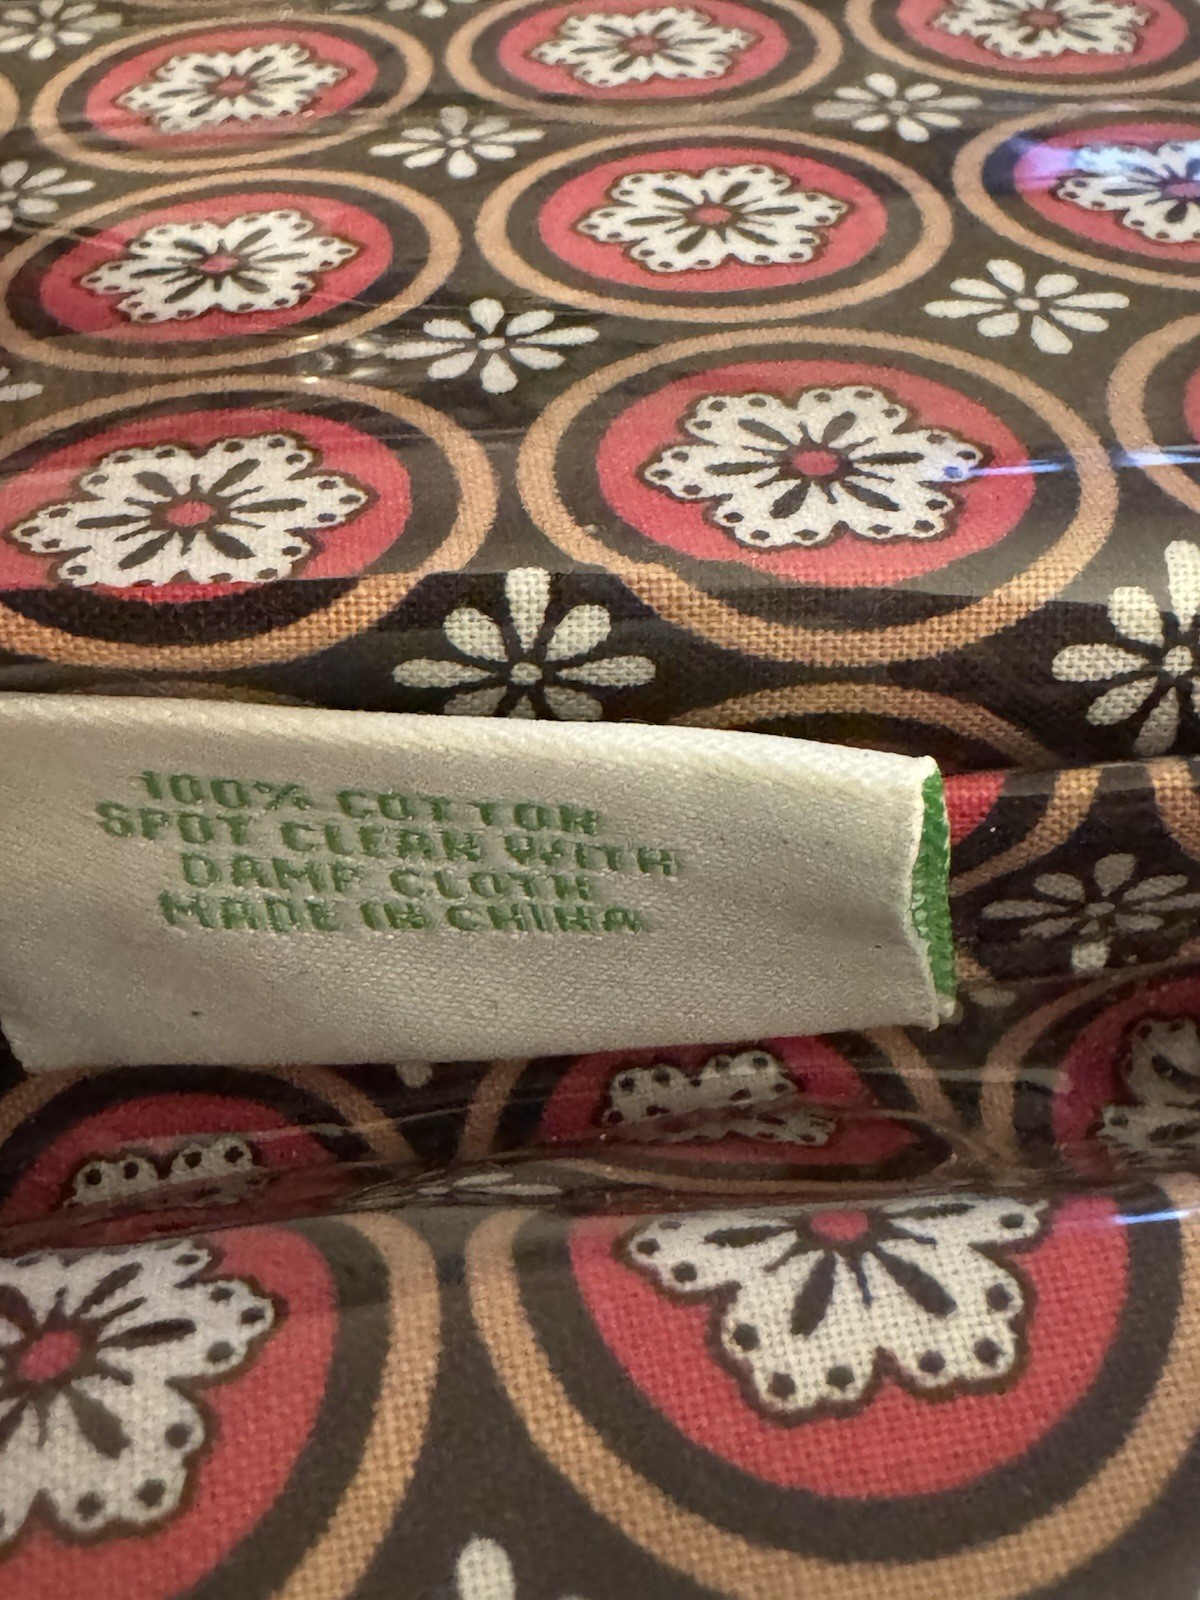 100% COTTON
SPOT CLEAN WITH
DAMP CLOTH
MADE IN CHINA